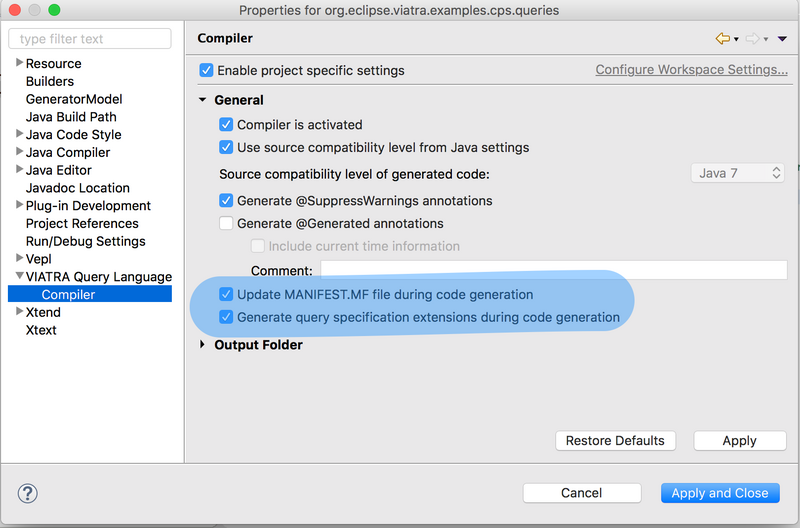 Properties for org.eclipse.viatra.examples.cps.queries
type filter text
Resource
Builders
GeneratorModel
Java Build Path
Java Code Style
Java Compiler
Java Editor
Javadoc Location
Plug-in Development
Project References
Run/Debug Settings
Vepl
VIATRA Query Language
Compiler
Xtend
Xtext
Compiler
Enable project specific settings
Configure Workspace Settings...
General
Compiler is activated
Use source compatibility level from Java settings
Source compatibility level of generated code:
Java 7
Generate @SuppressWarnings annotations
Generate @Generated annotations
Include current time information
Comment:
Update MANIFEST.MF file during code generation
Generate query specification extensions during code generation
Output Folder
Restore Defaults
Apply
?
Cancel
Apply and Close